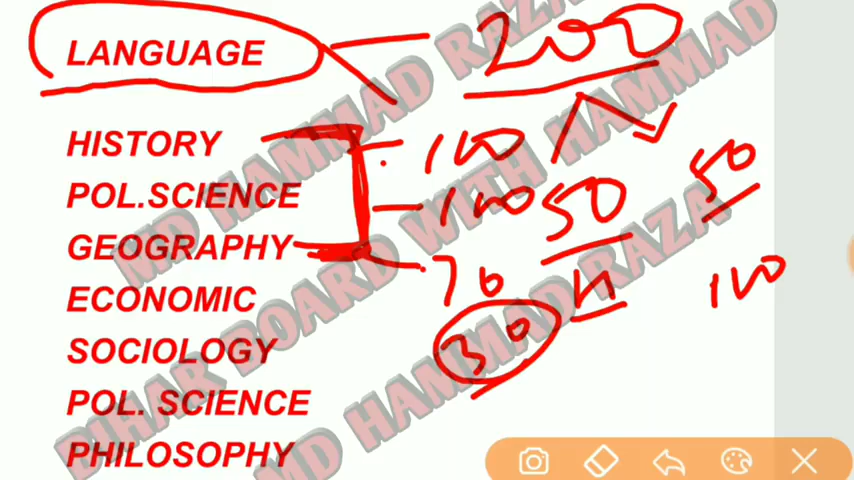 LANGUAGE 200
HISTORY 100
POL.SCIENCE 100 50 50
GEOGRAPHY 70 100
ECONOMIC 30
SOCIOLOGY
POL. SCIENCE
PHILOSOPHY
BIHAR BOARD WITH HAMMAD
MD HAMMAD RAZA
MD HAMMAD RAZA